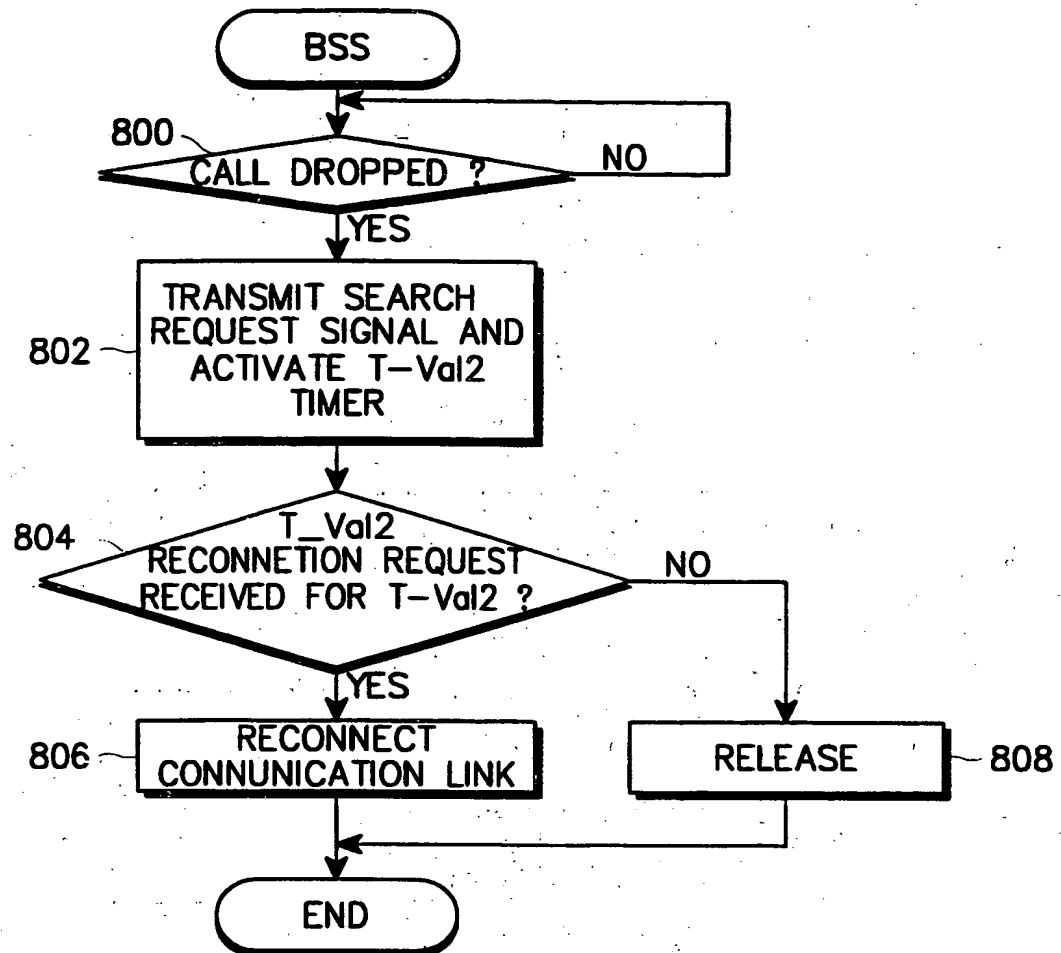 BSS
800
CALL DROPPED ?
NO
YES
802
TRANSMIT SEARCH
REQUEST SIGNAL AND
ACTIVATE T-Val2
TIMER
804
T_Val2
RECONNETION REQUEST
RECEIVED FOR T-Val2 ?
NO
YES
806
RECONNECT
CONNUNICATION LINK
RELEASE
808
END